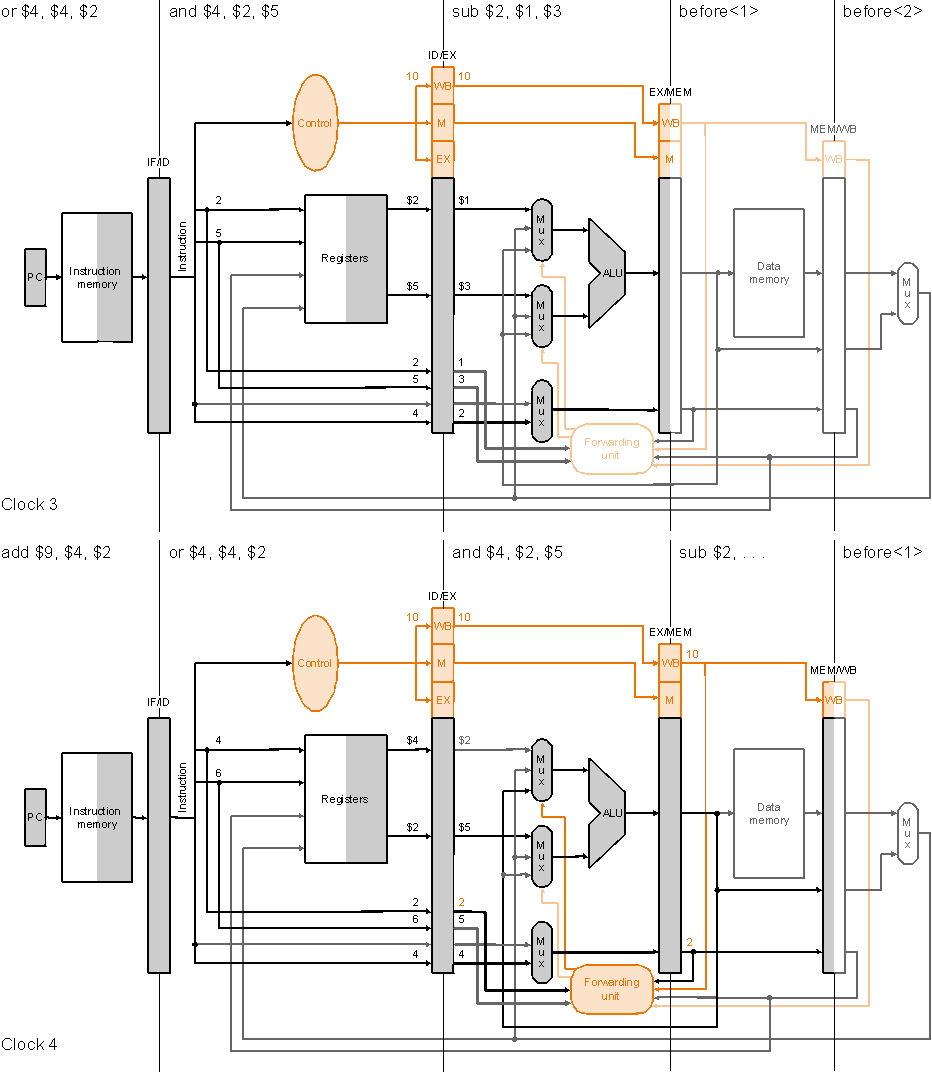 or $4, $4, $2
and $4, $2, $5
sub $2, $1, $3
before<1>
before<2>
ID/EX
10
WB
10
EX/MEM
Control
M
WB
MEM/WB
IF/ID
EX
M
WB
2
$2
$1
Mux
5
Instruction
PC
Instruction
memory
Registers
ALU
Data
memory
Mux
$5
$3
Mux
2
1
5
3
Mux
4
2
Forwarding
unit
Clock 3
add $9, $4, $2
or $4, $4, $2
and $4, $2, $5
sub $2, . . .
before<1>
ID/EX
10
WB
10
EX/MEM
10
Control
M
WB
MEM/WB
IF/ID
EX
M
WB
4
$4
$2
Mux
6
Instruction
PC
Instruction
memory
Registers
ALU
Data
memory
Mux
$2
$5
Mux
2
2
6
5
Mux
2
4
4
Forwarding
unit
Clock 4